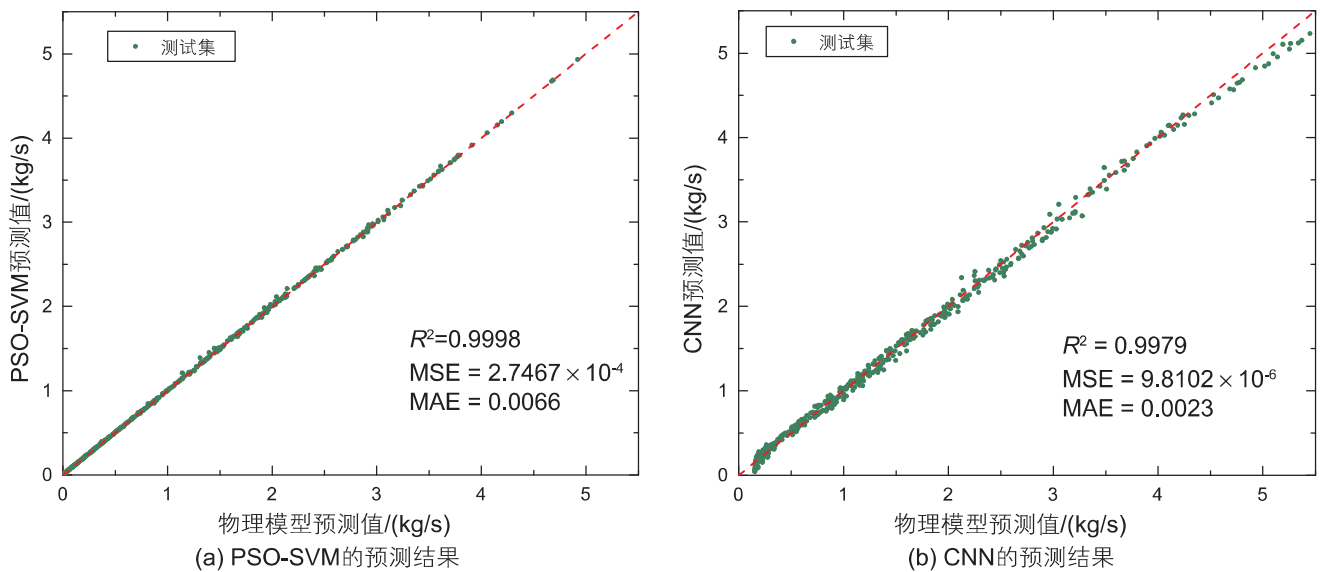 测试集
PSO-SVM预测值/(kg/s)
5
4
3
2
1
0
R²=0.9998
MSE = 2.7467 × 10⁻⁴
MAE = 0.0066
0 1 2 3 4 5
物理模型预测值/(kg/s)
(a) PSO-SVM的预测结果
测试集
CNN预测值/(kg/s)
5
4
3
2
1
0
R² = 0.9979
MSE = 9.8102 × 10⁻⁶
MAE = 0.0023
0 1 2 3 4 5
物理模型预测值/(kg/s)
(b) CNN的预测结果